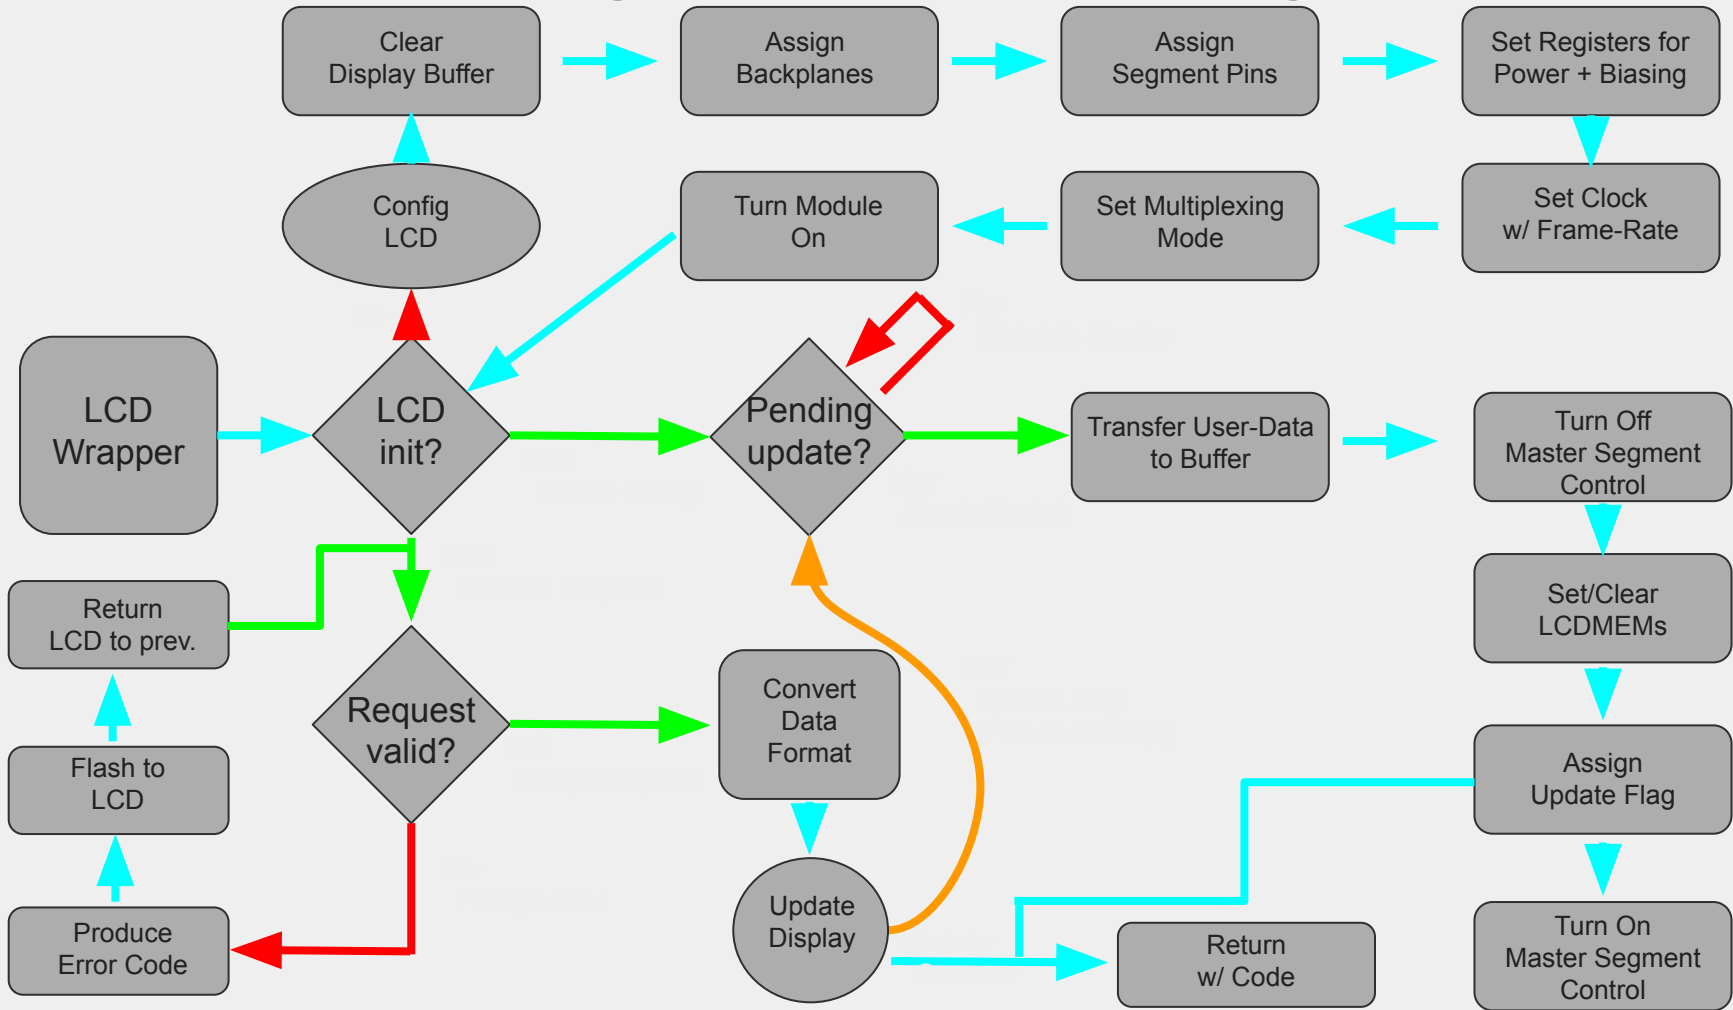 Clear
Display Buffer
Assign
Backplanes
Assign
Segment Pins
Set Registers for
Power + Biasing
Config
LCD
Turn Module
On
Set Multiplexing
Mode
Set Clock
w/ Frame-Rate
LCD
Wrapper
LCD
init?
Pending
update?
Transfer User-Data
to Buffer
Turn Off
Master Segment
Control
Return
LCD to prev.
Set/Clear
LCDMEMs
Request
valid?
Convert
Data
Format
Flash to
LCD
Assign
Update Flag
Produce
Error Code
Update
Display
Return
w/ Code
Turn On
Master Segment
Control